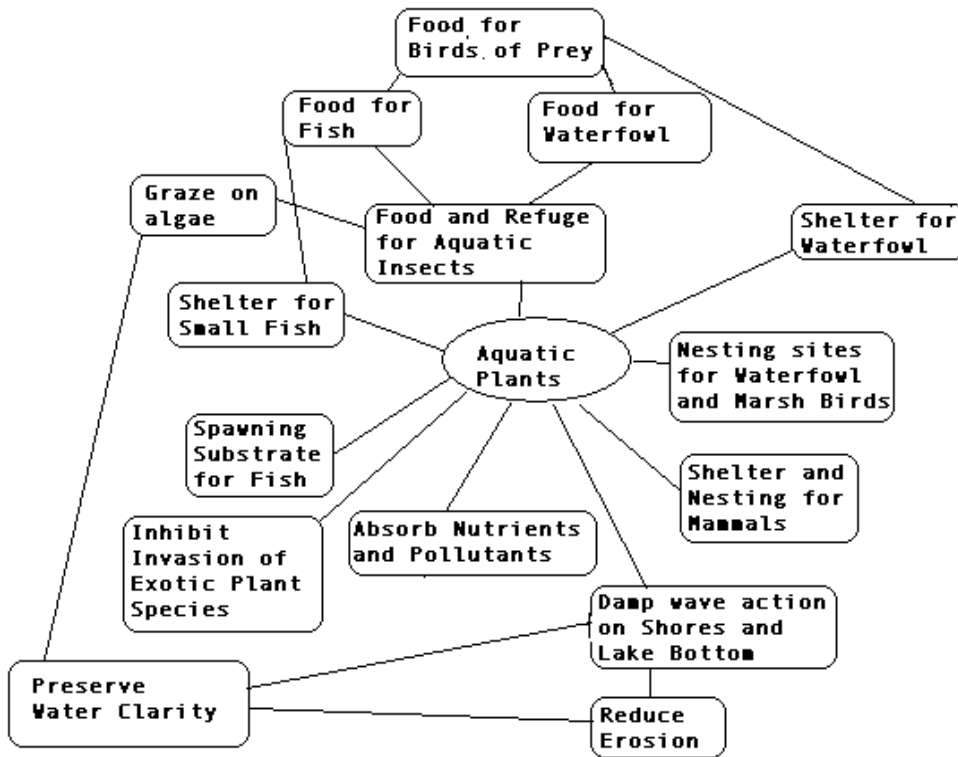 Food for
Birds of Prey
Food for
Fish
Food for
Waterfowl
Graze on
algae
Food and Refuge
for Aquatic
Insects
Shelter for
Waterfowl
Shelter for
Small Fish
Aquatic
Plants
Nesting sites
for Waterfowl
and Marsh Birds
Spawning
Substrate
for Fish
Shelter and
Nesting for
Mammals
Inhibit
Invasion of
Exotic Plant
Species
Absorb Nutrients
and Pollutants
Damp wave action
on Shores and
Lake Bottom
Preserve
Water Clarity
Reduce
Erosion